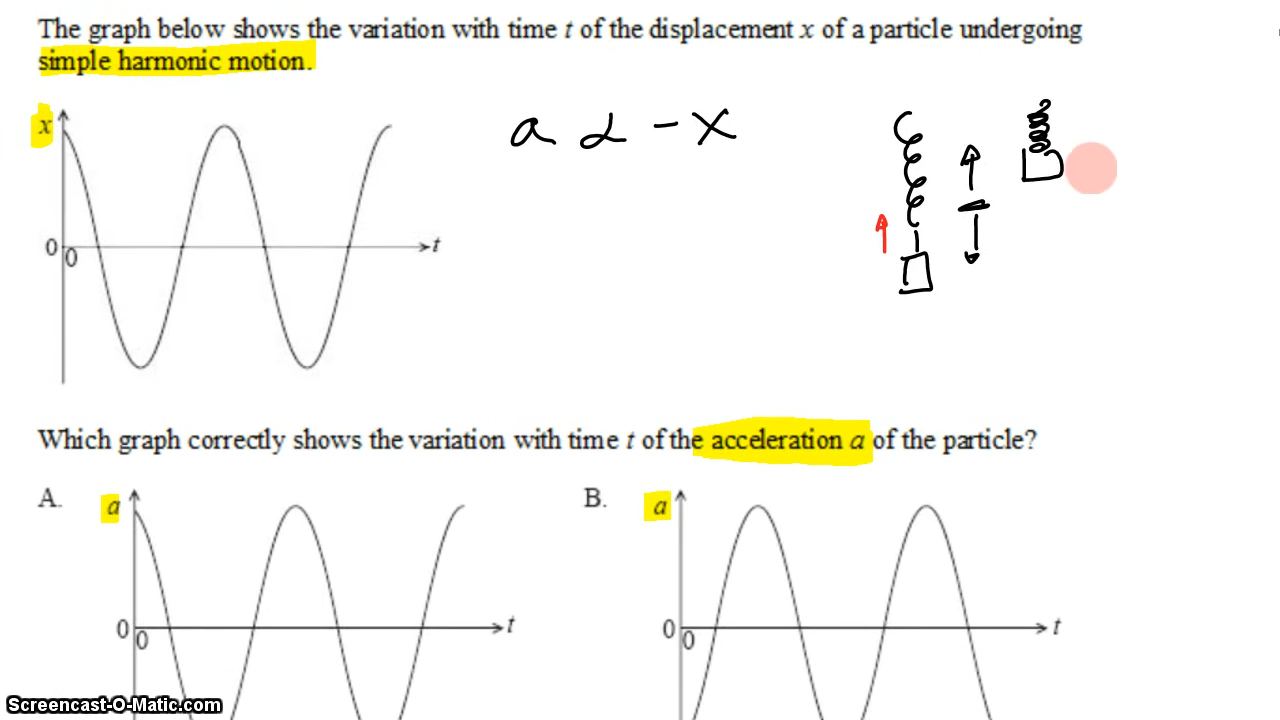 The graph below shows the variation with time t of the displacement x of a particle undergoing
simple harmonic motion.
x
a α - x
0
0
t
Which graph correctly shows the variation with time t of the acceleration a of the particle?
A.
a
B.
a
0
0
t
0
0
t
Screencast-O-Matic.com